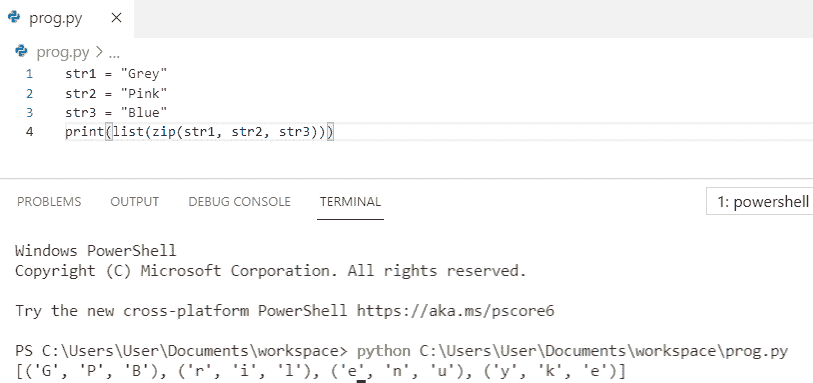 prog.py ×
prog.py > ...
1 str1 = "Grey"
2 str2 = "Pink"
3 str3 = "Blue"
4 print(list(zip(str1, str2, str3)))
PROBLEMS OUTPUT DEBUG CONSOLE TERMINAL 1: powershell
Windows PowerShell
Copyright (C) Microsoft Corporation. All rights reserved.
Try the new cross-platform PowerShell https://aka.ms/pscore6
PS C:\Users\User\Documents\workspace> python C:\Users\User\Documents\workspace\prog.py
[('G', 'P', 'B'), ('r', 'i', 'l'), ('e', 'n', 'u'), ('y', 'k', 'e')]